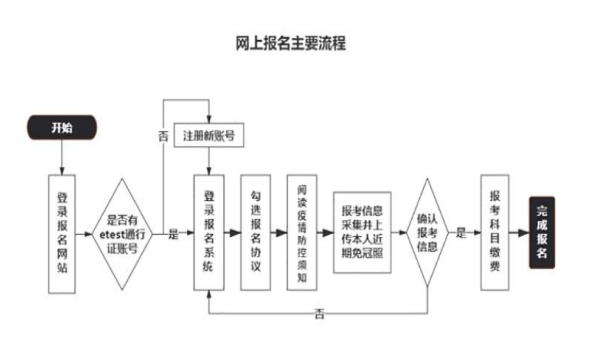 网上报名主要流程
开始
登录报名网站
是否有
etest通行
证账号
否
注册新账号
是
登录报名系统
勾选报名协议
阅读疫情防控须知
报考信息
采集并上
传本人近
期免冠照
确认
报考
信息
是
否
报考科目缴费
完成报名